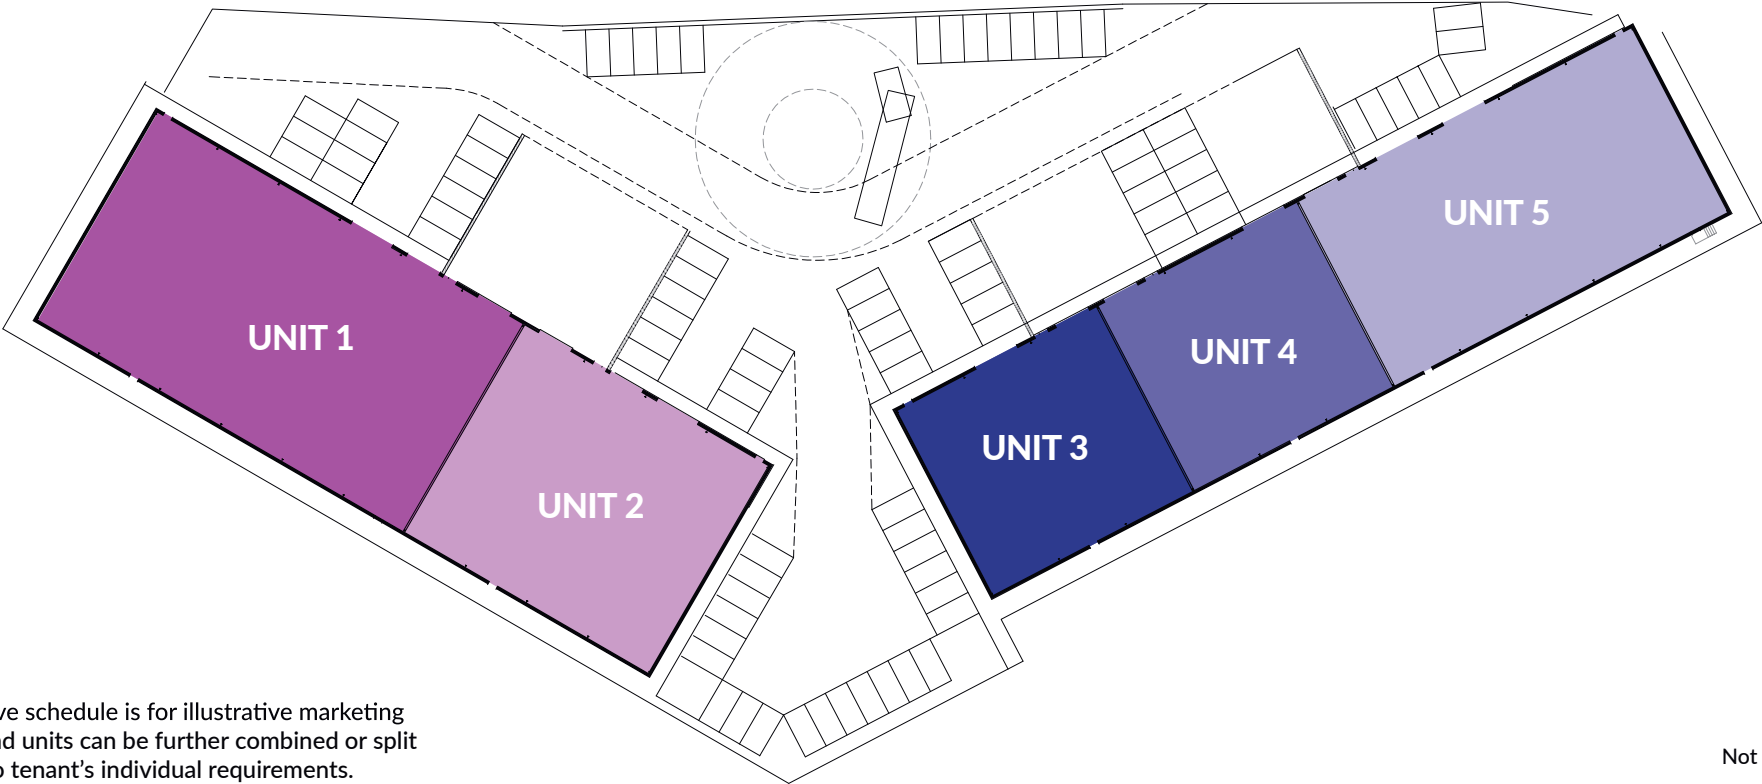 UNIT 1
UNIT 2
UNIT 3
UNIT 4
UNIT 5
schedule is for illustrative marketing
units can be further combined or split
tenant’s individual requirements.
Not